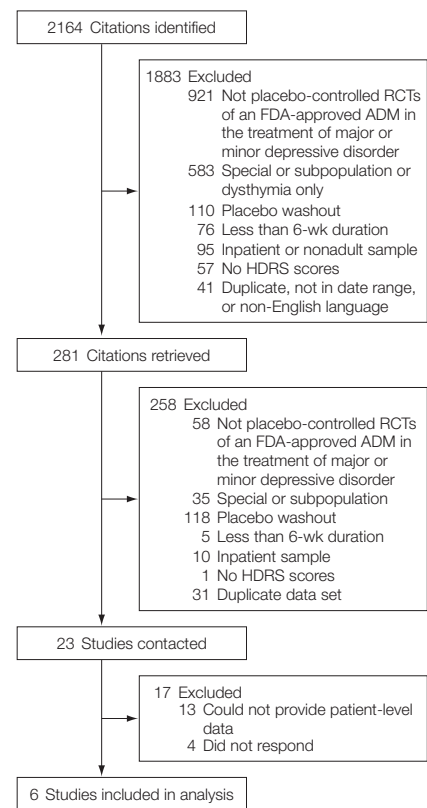 2164 Citations identified
1883 Excluded
921 Not placebo-controlled RCTs
of an FDA-approved ADM in
the treatment of major or
minor depressive disorder
583 Special or subpopulation or
dysthymia only
110 Placebo washout
76 Less than 6-wk duration
95 Inpatient or nonadult sample
57 No HDRS scores
41 Duplicate, not in date range,
or non-English language
281 Citations retrieved
258 Excluded
58 Not placebo-controlled RCTs
of an FDA-approved ADM in
the treatment of major or
minor depressive disorder
35 Special or subpopulation
118 Placebo washout
5 Less than 6-wk duration
10 Inpatient sample
1 No HDRS scores
31 Duplicate data set
23 Studies contacted
17 Excluded
13 Could not provide patient-level
data
4 Did not respond
6 Studies included in analysis